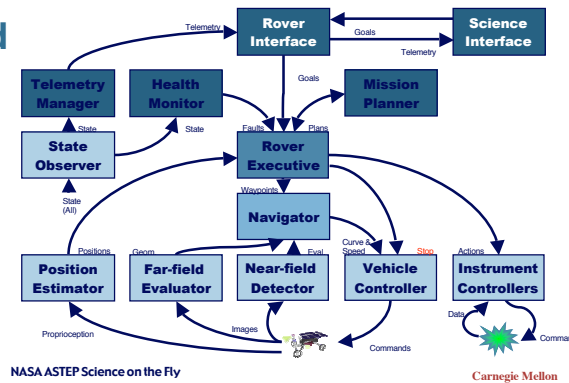 d
Telemetry
Rover
Interface
Goals
Telemetry
Science
Interface
Goals
Telemetry
Manager
Health
Monitor
Mission
Planner
State
State
Faults
Plans
State
Observer
Rover
Executive
State
(All)
Waypoints
Navigator
Positions
Geom
Eval
Curve &
Speed
Stop
Actions
Position
Estimator
Far-field
Evaluator
Near-field
Detector
Vehicle
Controller
Instrument
Controllers
Proprioception
Images
Commands
Data
Comman
NASA ASTEP Science on the Fly
Carnegie Mellon